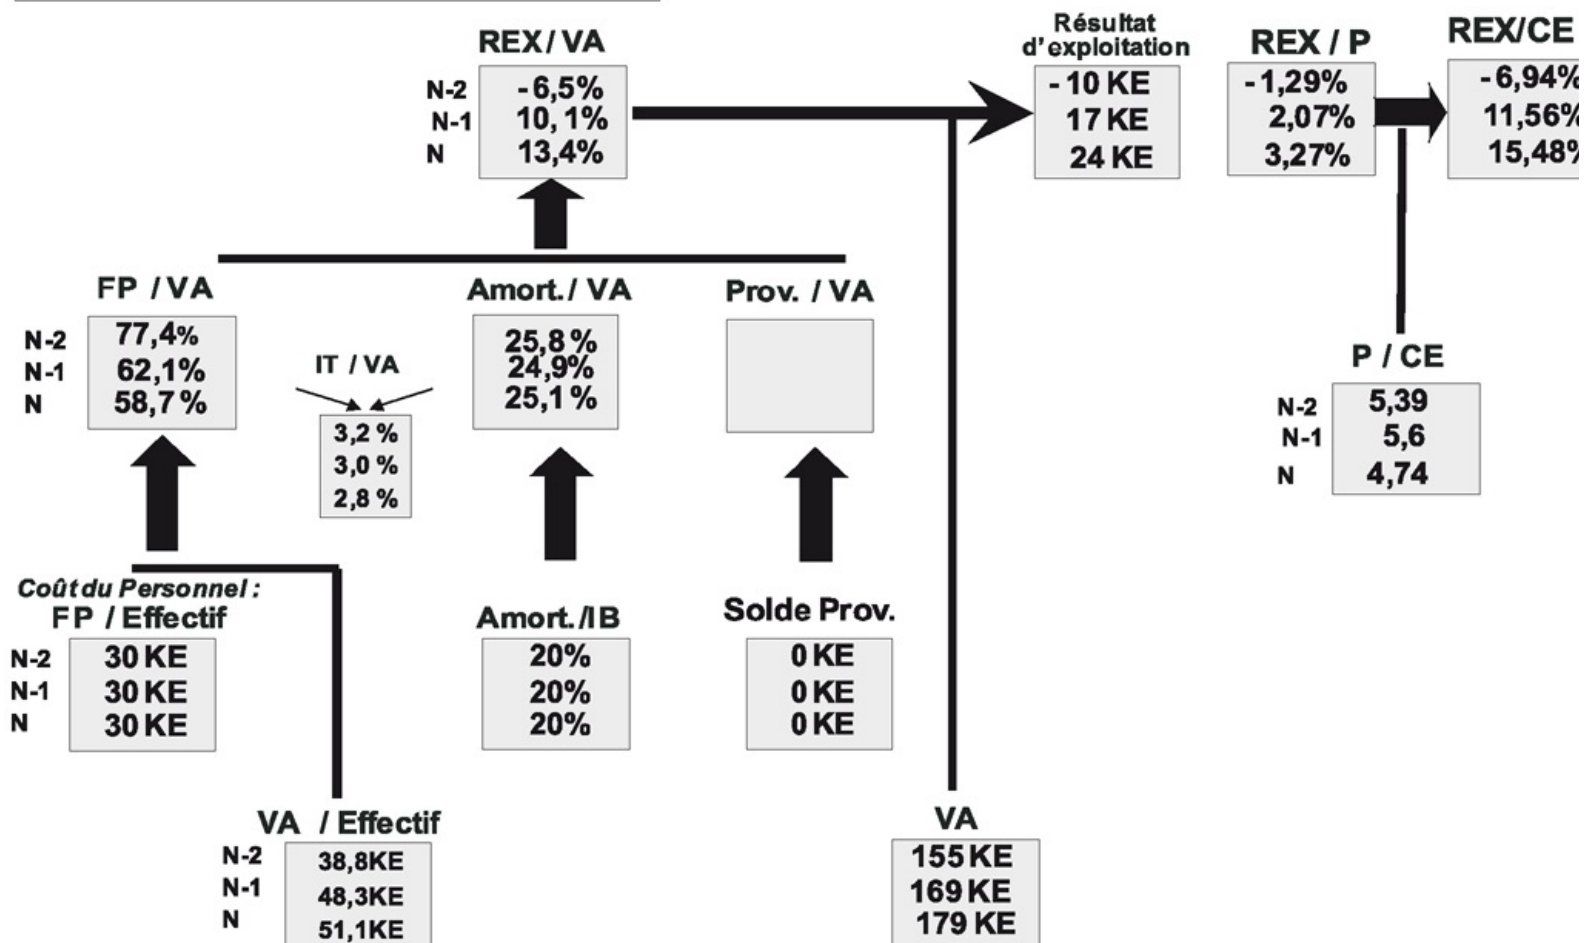 REX/VA
N-2 -6,5%
N-1 10,1%
N 13,4%
Résultat
d'exploitation
-10 KE
17 KE
24 KE
REX / P
-1,29%
2,07%
3,27%
REX/CE
-6,94%
11,56%
15,48%
FP / VA
N-2 77,4%
N-1 62,1%
N 58,7%
IT / VA
3,2 %
3,0 %
2,8 %
Amort./ VA
25,8 %
24,9%
25,1 %
Prov. / VA
P / CE
N-2 5,39
N-1 5,6
N 4,74
Coût du Personnel :
FP / Effectif
N-2 30 KE
N-1 30 KE
N 30 KE
Amort./IB
20%
20%
20%
Solde Prov.
0 KE
0 KE
0 KE
VA / Effectif
N-2 38,8KE
N-1 48,3KE
N 51,1KE
VA
155 KE
169 KE
179 KE